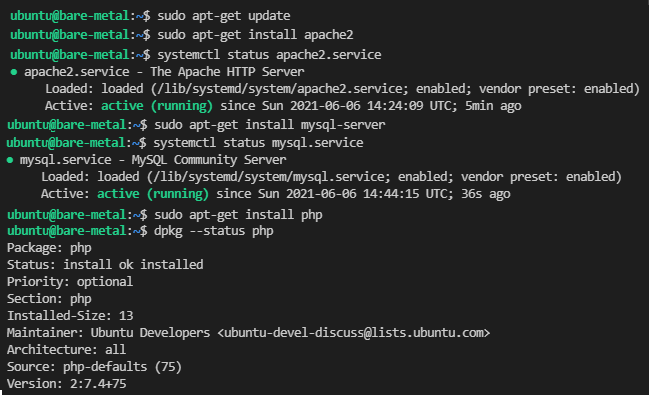 ubuntu@bare-metal:~$ sudo apt-get update
ubuntu@bare-metal:~$ sudo apt-get install apache2
ubuntu@bare-metal:~$ systemctl status apache2.service
● apache2.service - The Apache HTTP Server
Loaded: loaded (/lib/systemd/system/apache2.service; enabled; vendor preset: enabled)
Active: active (running) since Sun 2021-06-06 14:24:09 UTC; 5min ago
ubuntu@bare-metal:~$ sudo apt-get install mysql-server
ubuntu@bare-metal:~$ systemctl status mysql.service
● mysql.service - MySQL Community Server
Loaded: loaded (/lib/systemd/system/mysql.service; enabled; vendor preset: enabled)
Active: active (running) since Sun 2021-06-06 14:44:15 UTC; 36s ago
ubuntu@bare-metal:~$ sudo apt-get install php
ubuntu@bare-metal:~$ dpkg --status php
Package: php
Status: install ok installed
Priority: optional
Section: php
Installed-Size: 13
Maintainer: Ubuntu Developers <ubuntu-devel-discuss@lists.ubuntu.com>
Architecture: all
Source: php-defaults (75)
Version: 2:7.4+75